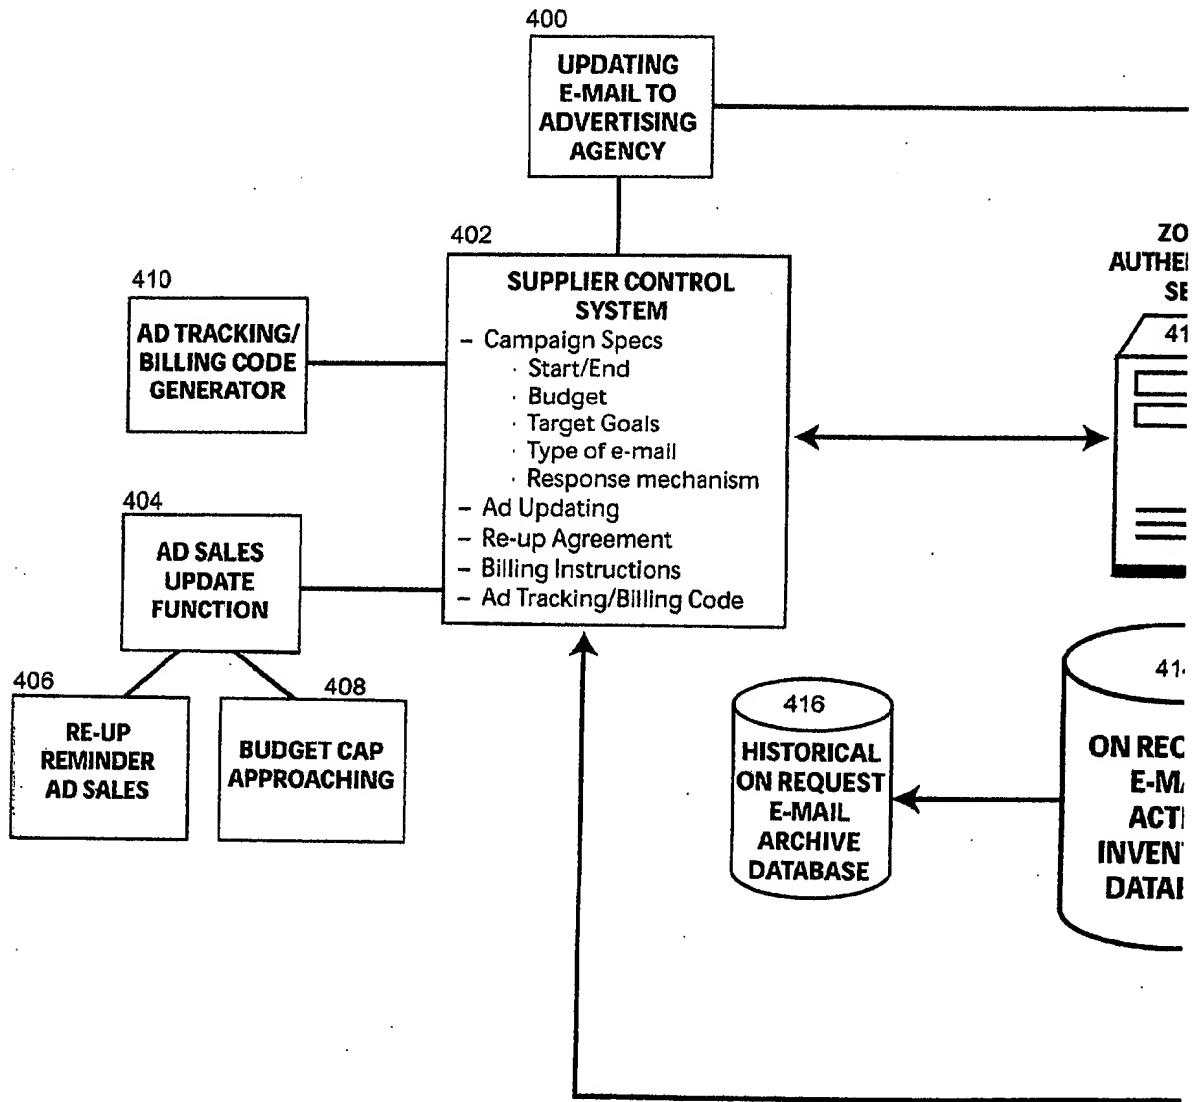 400
UPDATING
E-MAIL TO
ADVERTISING
AGENCY
402
SUPPLIER CONTROL
SYSTEM
– Campaign Specs
· Start/End
· Budget
· Target Goals
· Type of e-mail
· Response mechanism
– Ad Updating
– Re-up Agreement
– Billing Instructions
– Ad Tracking/Billing Code
410
AD TRACKING/
BILLING CODE
GENERATOR
404
AD SALES
UPDATE
FUNCTION
406
RE-UP
REMINDER
AD SALES
408
BUDGET CAP
APPROACHING
416
HISTORICAL
ON REQUEST
E-MAIL
ARCHIVE
DATABASE
ON